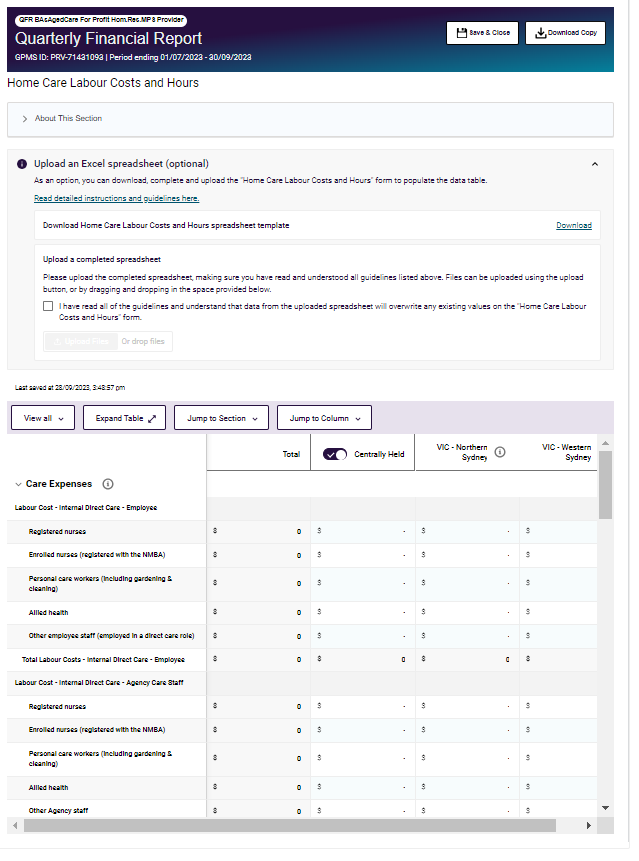 QFR BAsAgedCare For Profit Hom.Res.MPS Provider
Quarterly Financial Report
GPMS ID: PRV-71431093 | Period ending 01/07/2023 - 30/09/2023
Save & Close
Download Copy
Home Care Labour Costs and Hours
About This Section
Upload an Excel spreadsheet (optional)
As an option, you can download, complete and upload the "Home Care Labour Costs and Hours" form to populate the data table.
Read detailed instructions and guidelines here.
Download Home Care Labour Costs and Hours spreadsheet template
Download
Upload a completed spreadsheet
Please upload the completed spreadsheet, making sure you have read and understood all guidelines listed above. Files can be uploaded using the upload
button, or by dragging and dropping in the space provided below.
I have read all of the guidelines and understand that data from the uploaded spreadsheet will overwrite any existing values on the "Home Care Labour
Costs and Hours" form.
Upload Files Or drop files
Last saved at 28/09/2023, 3:48:57 pm
View all
Expand Table
Jump to Section
Jump to Column
Total
Centrally Held
VIC - Northern
Sydney
VIC - Western
Sydney
Care Expenses
Labour Cost - Internal Direct Care - Employee
Registered nurses $ 0 $ - $ - $
Enrolled nurses (registered with the NMBA) $ 0 $ - $ - $
Personal care workers (including gardening &
cleaning) $ 0 $ - $ - $
Allied health $ 0 $ - $ - $
Other employee staff (employed in a direct care role) $ 0 $ - $ - $
Total Labour Costs - Internal Direct Care - Employee $ 0 $ 0 $ 0 $
Labour Cost - Internal Direct Care - Agency Care Staff
Registered nurses $ 0 $ - $ - $
Enrolled nurses (registered with the NMBA) $ 0 $ - $ - $
Personal care workers (including gardening &
cleaning) $ 0 $ - $ - $
Allied health $ 0 $ - $ - $
Other Agency staff $ 0 $ - $ - $